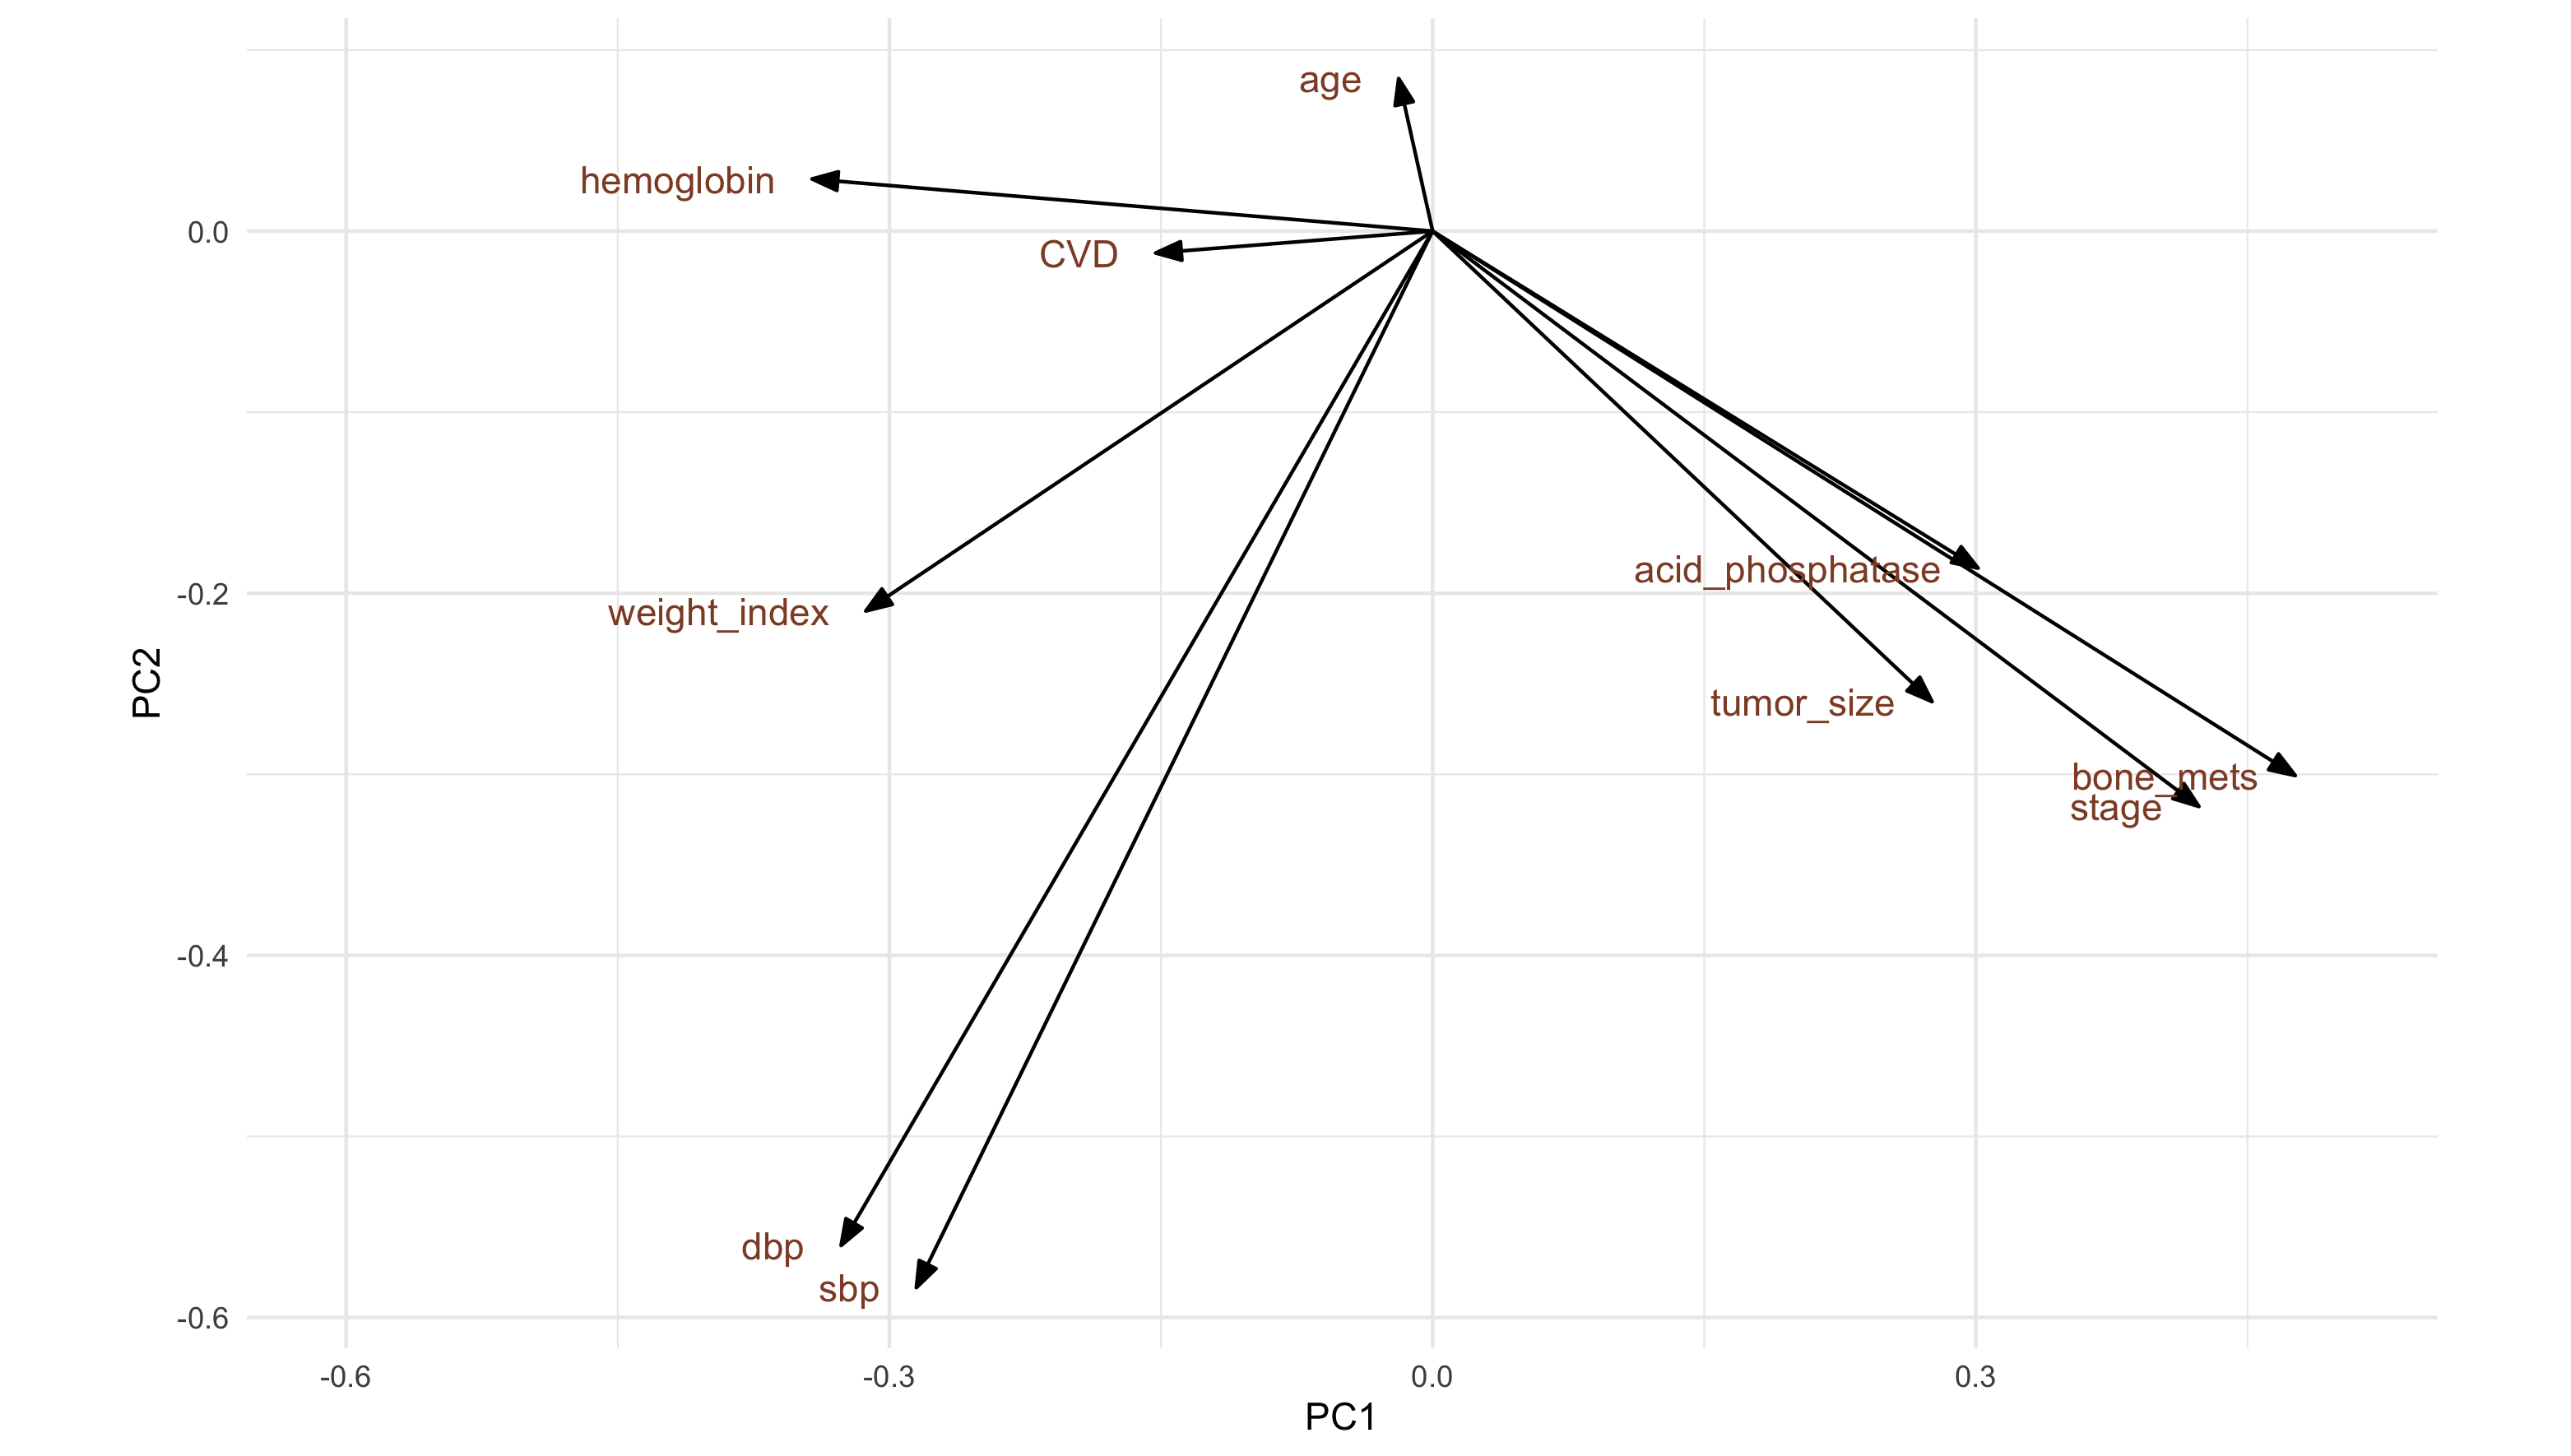 age
hemoglobin
0.0
CVD
acid_phosphatase
-0.2
weight_index
PC2
tumor_size
bone_mets
stage
-0.4
dbp
sbp
-0.6
-0.6
-0.3
0.0
0.3
PC1